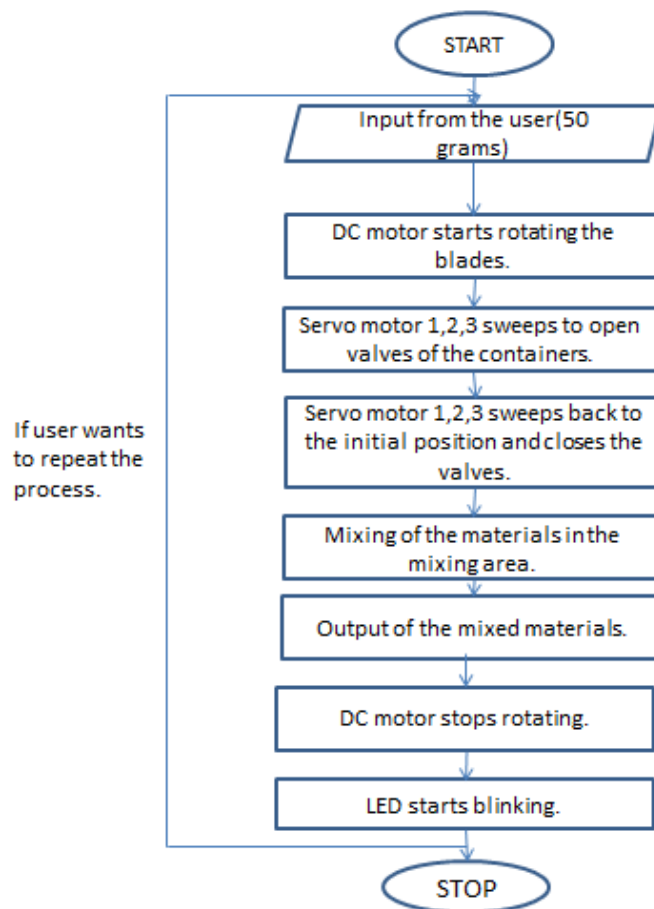 START
Input from the user(50
grams)
DC motor starts rotating the
blades.
Servo motor 1,2,3 sweeps to open
valves of the containers.
Servo motor 1,2,3 sweeps back to
the initial position and closes the
valves.
If user wants
to repeat the
process.
Mixing of the materials in the
mixing area.
Output of the mixed materials.
DC motor stops rotating.
LED starts blinking.
STOP